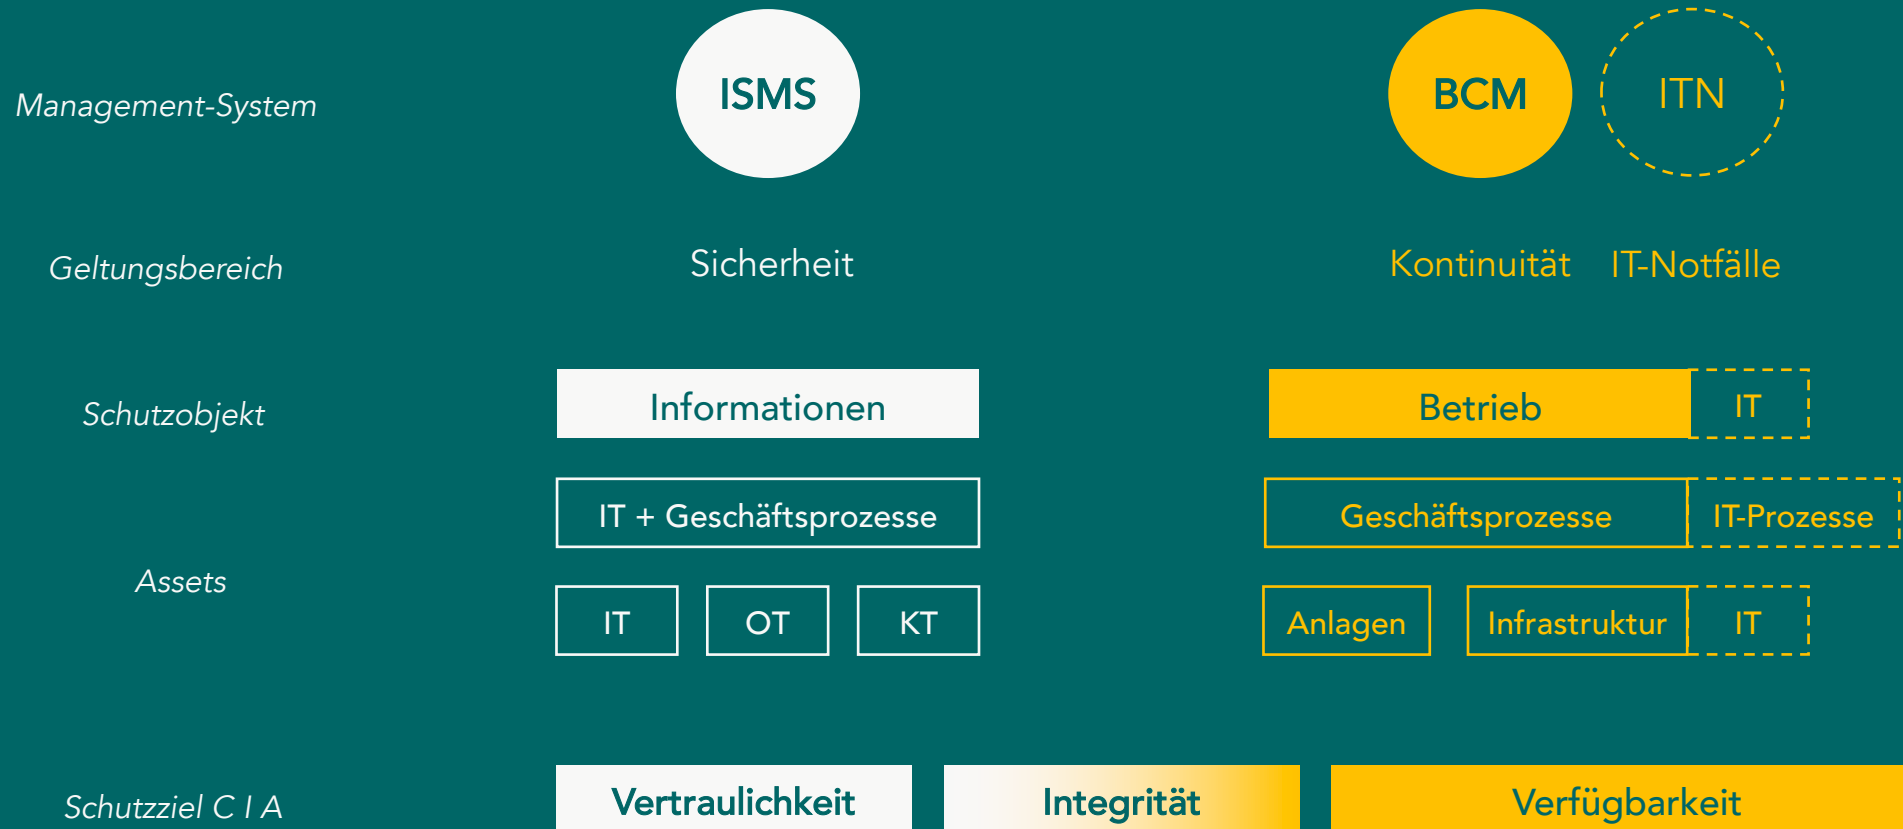 Management-System
ISMS
BCM
ITN
Geltungsbereich
Sicherheit
Kontinuität
IT-Notfälle
Schutzobjekt
Informationen
Betrieb
IT
IT + Geschäftsprozesse
Geschäftsprozesse
IT-Prozesse
Assets
IT
OT
KT
Anlagen
Infrastruktur
IT
Schutzziel C I A
Vertraulichkeit
Integrität
Verfügbarkeit